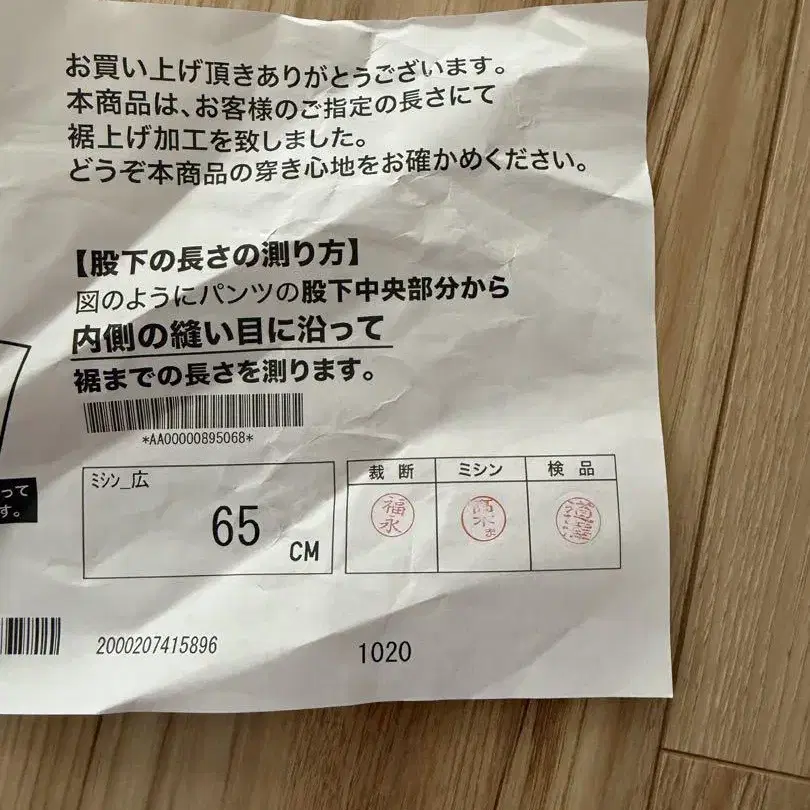 お買い上げ頂きありがとうございます。
本商品は、お客様のご指定の長さにて
裾上げ加工を致しました。
どうぞ本商品の穿き心地をお確かめください。
【股下の長さの測り方】
図のようにパンツの股下中央部分から
内側の縫い目に沿って
裾までの長さを測ります。
*AA00000895068*
って
す。
ミシン_広
65 CM
裁断 ミシン 検品
福永
2000207415896
1020